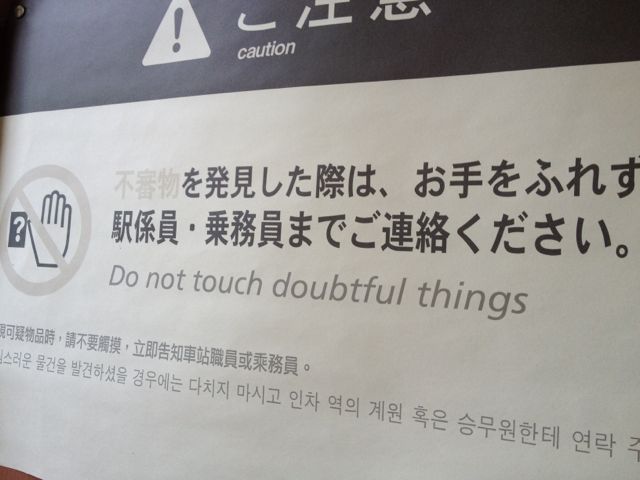 ご注意
caution
不審物を発見した際は、お手をふれず
駅係員・乗務員までご連絡ください。
Do not touch doubtful things
現可疑物品時，請不要觸摸，立即告知車站職員或乘務員。
심스러운 물건을 발견하셨을 경우에는 다치지 마시고 인차 역의 계원 혹은 승무원한테 연락 주